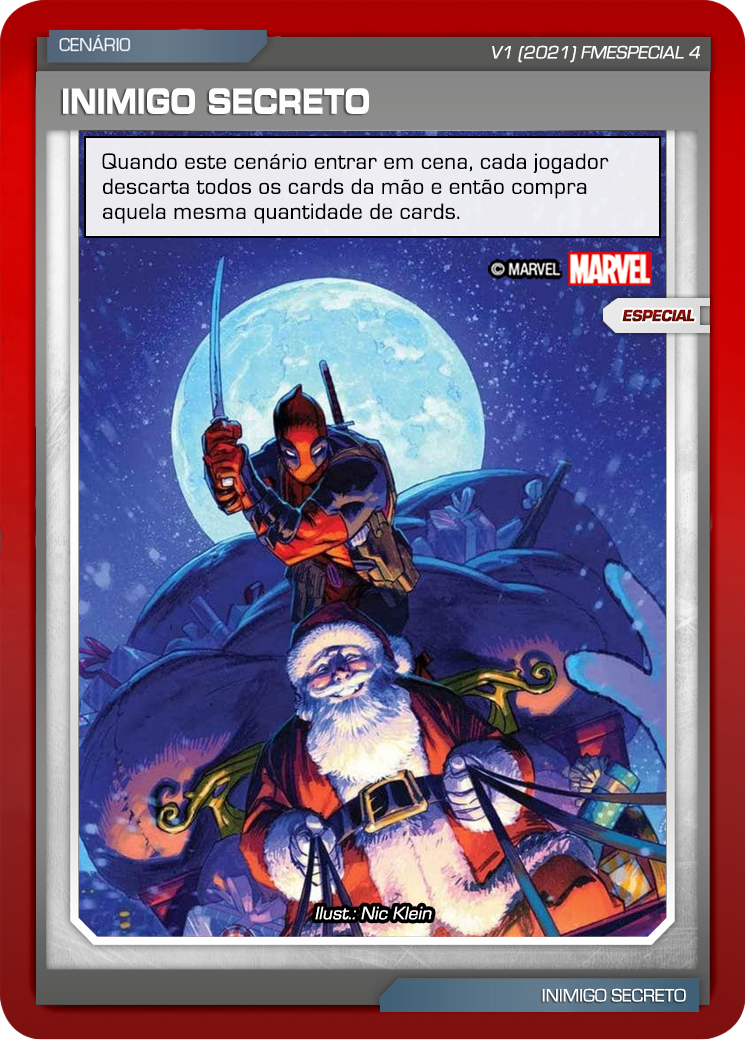 CENÁRIO
V1 (2021) FMESPECIAL 4
INIMIGO SECRETO
Quando este cenário entrar em cena, cada jogador
descarta todos os cards da mão e então compra
aquela mesma quantidade de cards.
© MARVEL MARVEL
ESPECIAL
Ilust.: Nic Klein
INIMIGO SECRETO